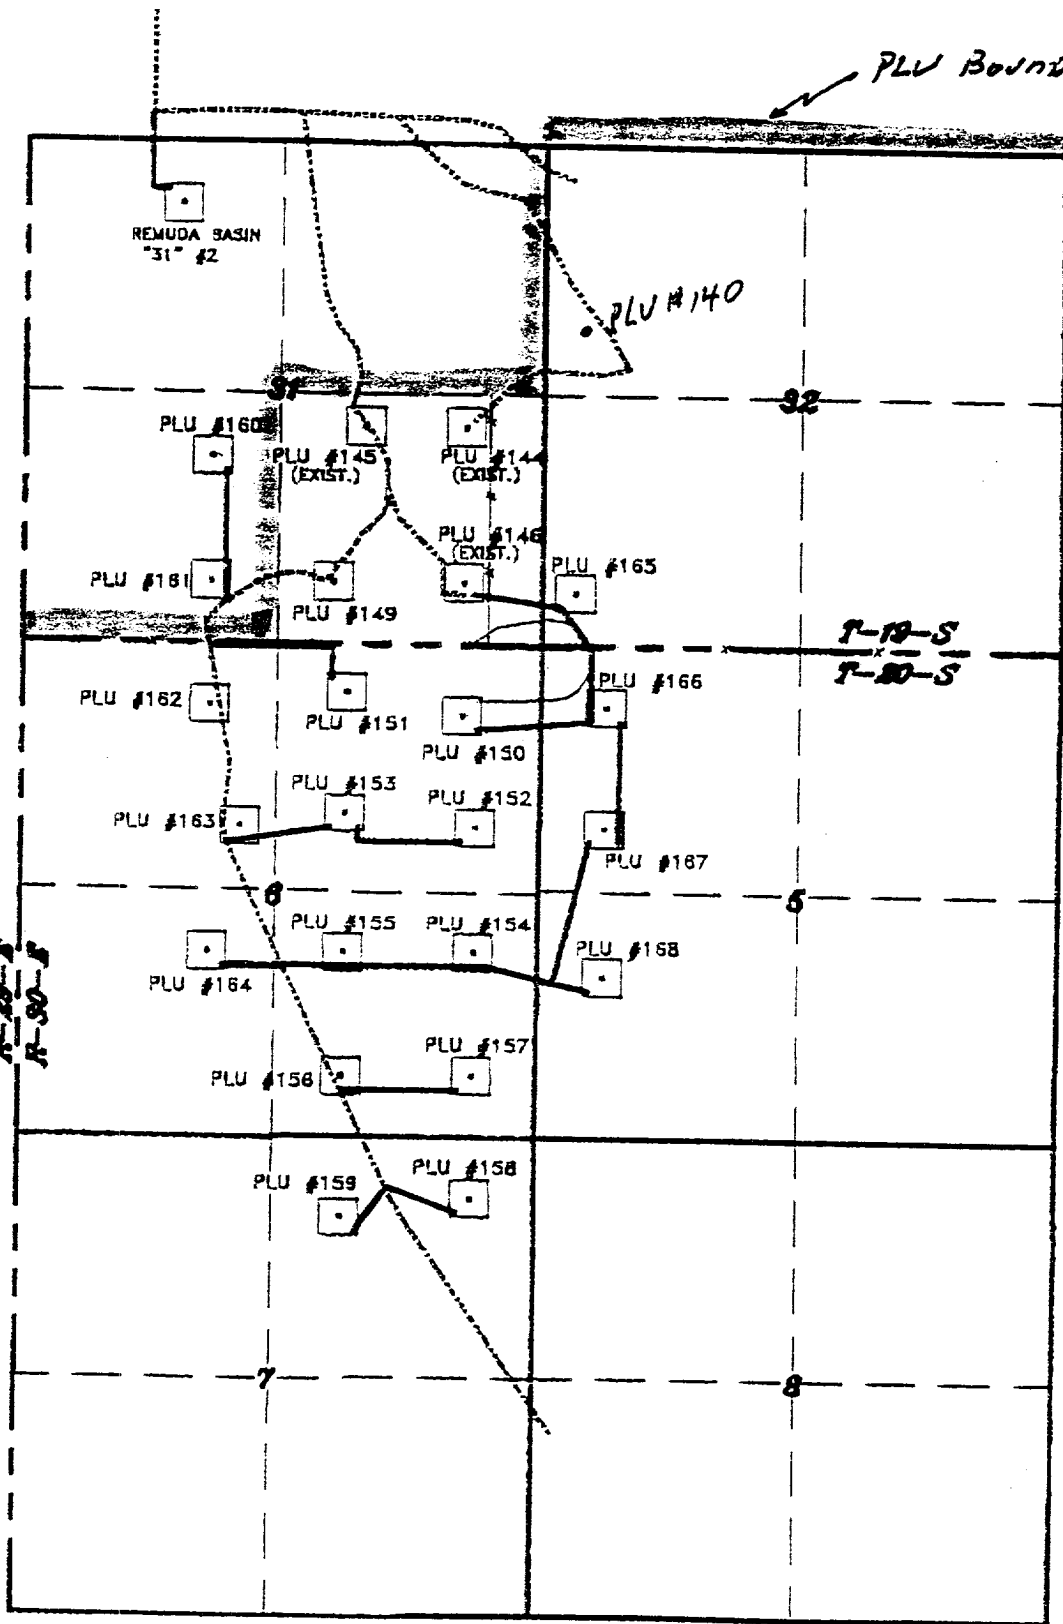 PLU Bound
REMUDA BASIN
"31" #2
PLU #140
31
32
PLU #160
PLU #145
(EXIST.)
PLU #144
(EXIST.)
PLU #146
(EXIST.)
PLU #161
PLU #149
PLU #165
T-19-S
T-20-S
PLU #162
PLU #151
PLU #150
PLU #166
PLU #153
PLU #152
PLU #163
PLU #167
6
5
PLU #155
PLU #154
PLU #164
PLU #168
R-29-E
R-30-E
PLU #156
PLU #157
PLU #159
PLU #158
7
8